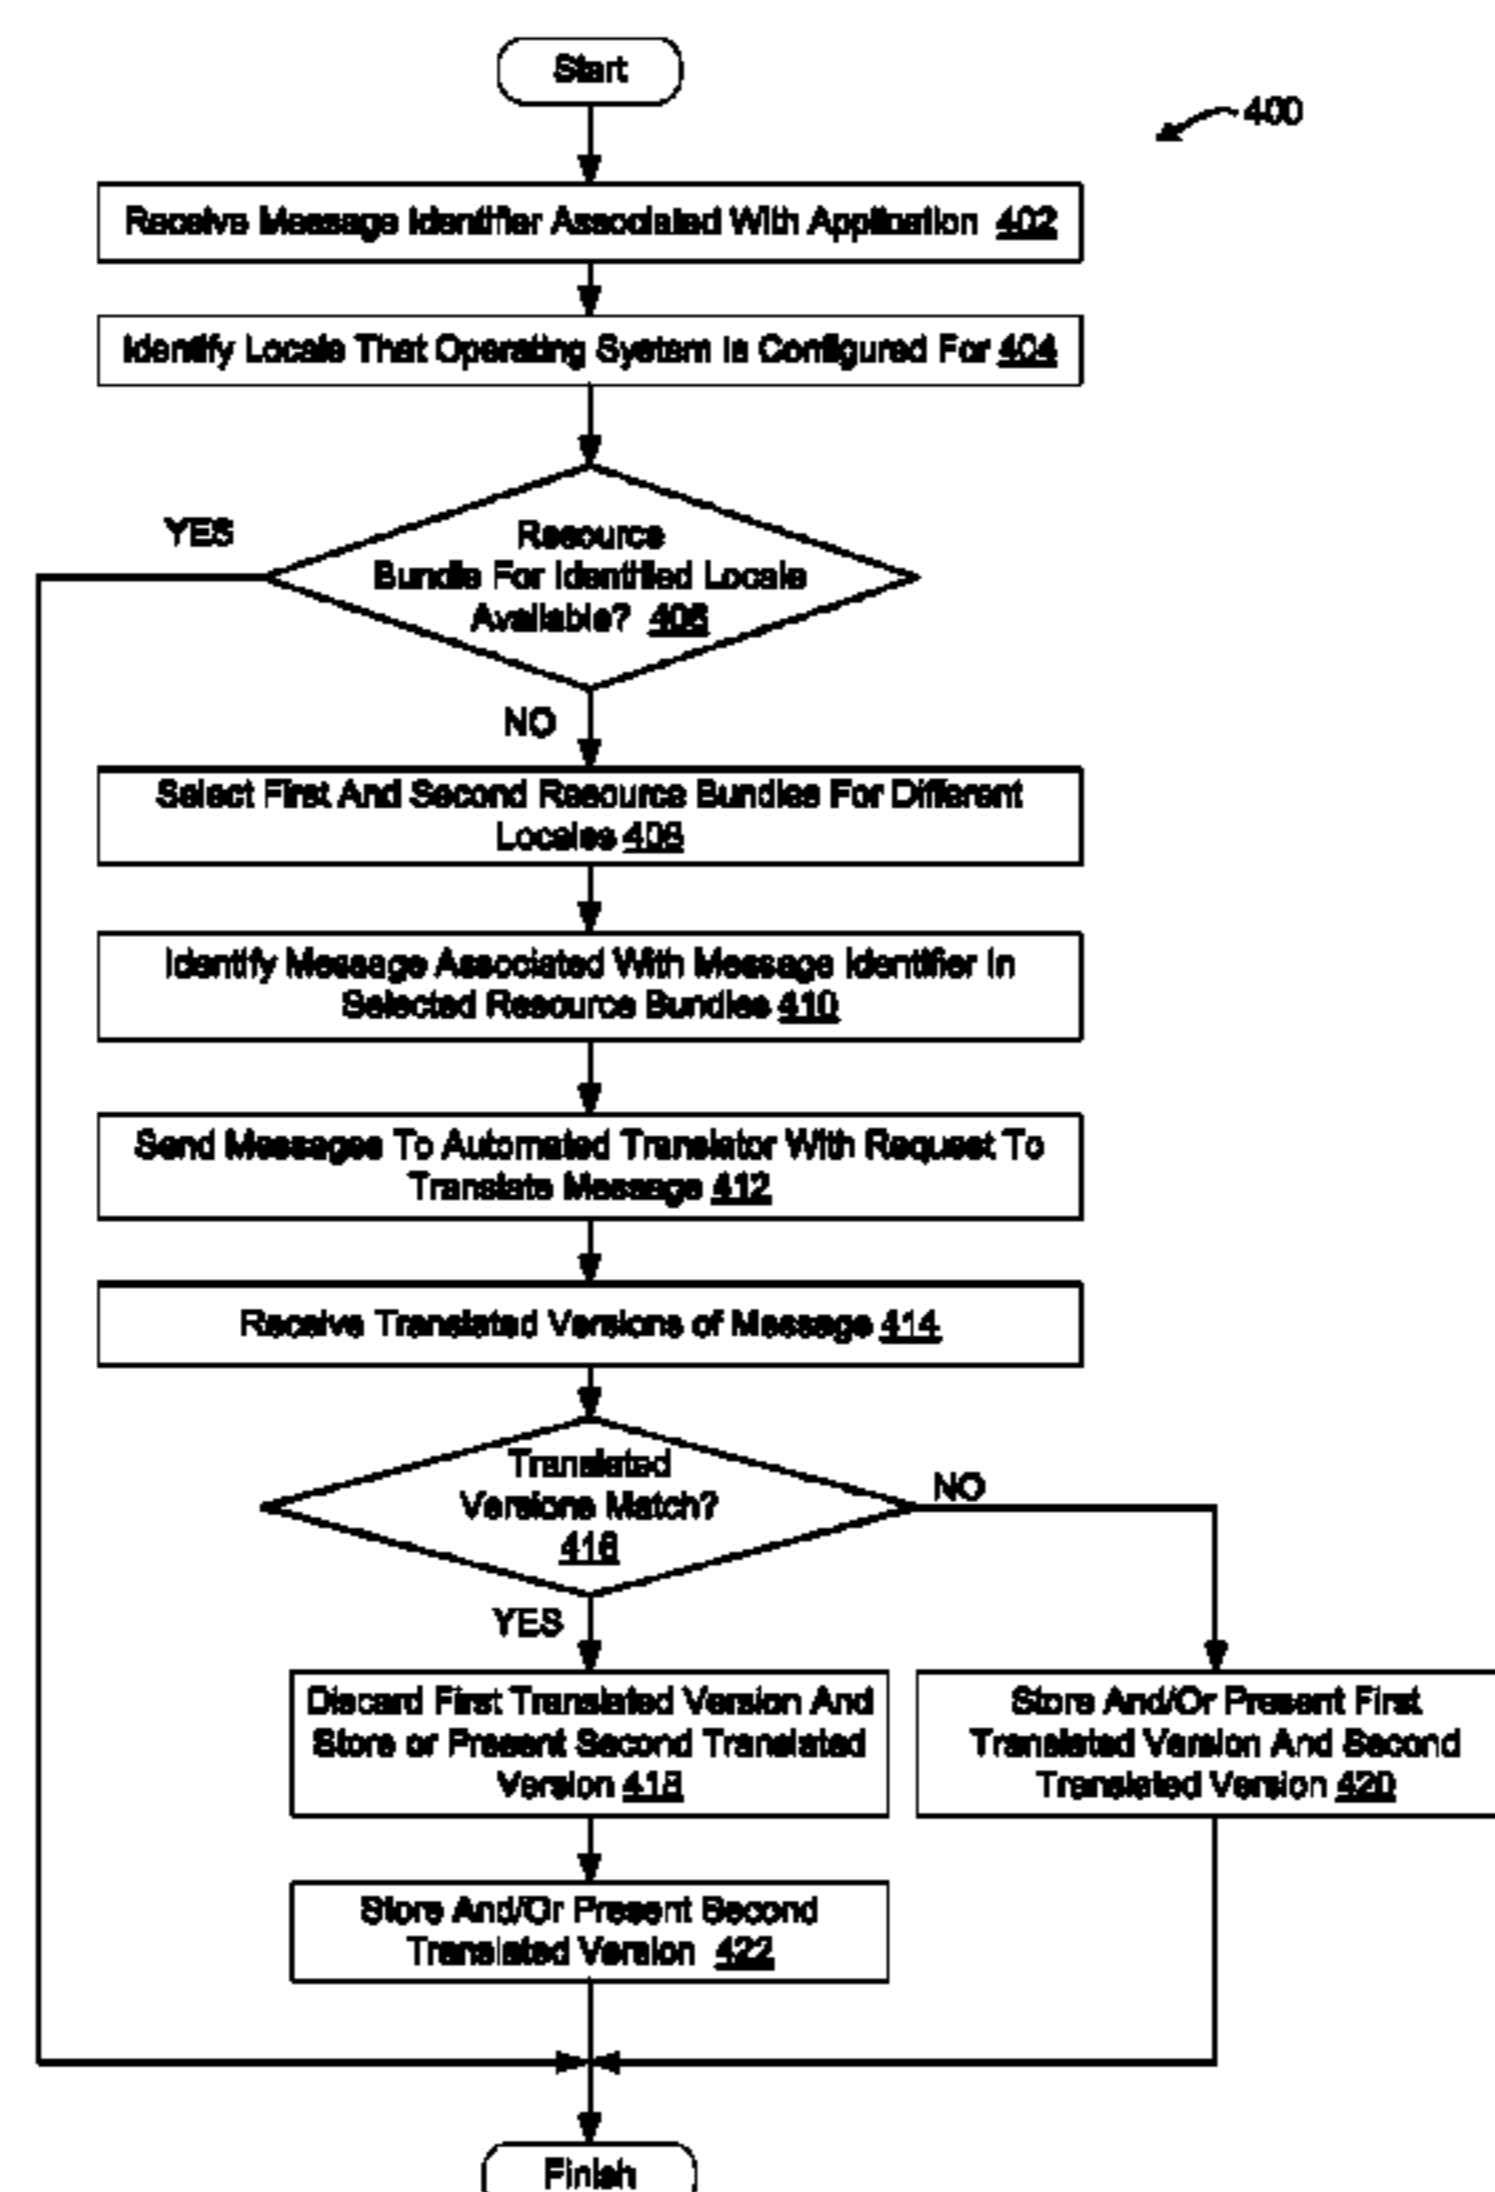 Start
400
Receive Message Identifier Associated With Application 402
Identify Locale That Operating System is Configured For 404
YES
Resource
Bundle For Identified Locale
Available? 406
NO
Select First And Second Resource Bundles For Different
Locales 408
Identify Message Associated With Message Identifier In
Selected Resource Bundles 410
Send Messages To Automated Translator With Request To
Translate Message 412
Receive Translated Versions of Message 414
Translated
Versions Match?
416
NO
YES
Discard First Translated Version And
Store or Present Second Translated
Version 418
Store And/Or Present First
Translated Version And Second
Translated Version 420
Store And/Or Present Second
Translated Version 422
Finish